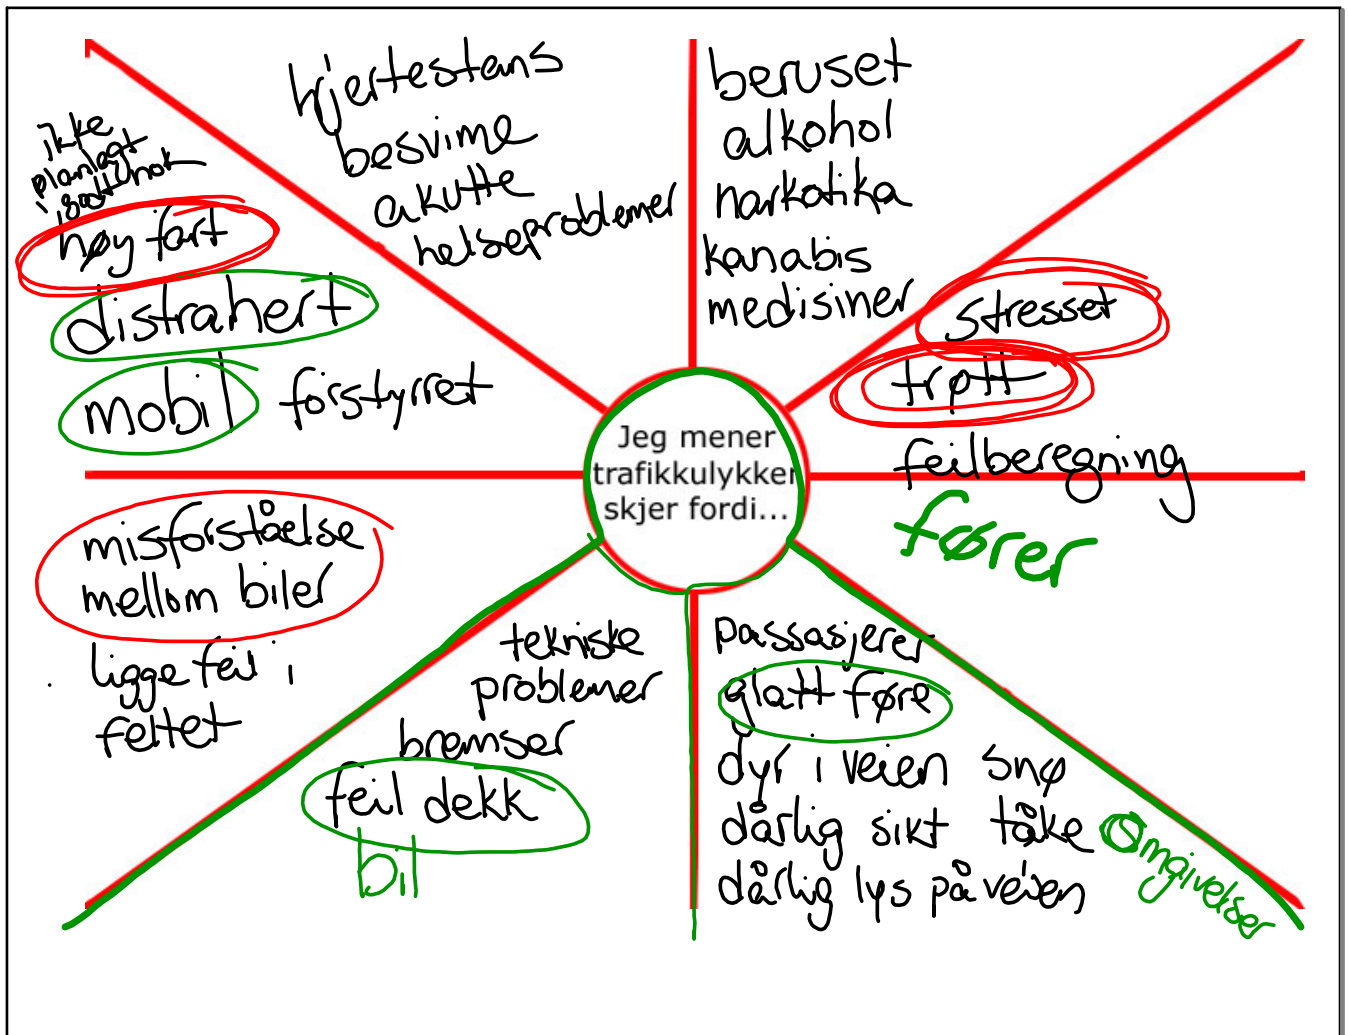 hjertestans
besvime
akutte
helseproblemer
beruset
alkohol
narkotika
kanabis
medisiner
stresset
trøtt
feilberegning
fører
ikke
planlagt
godt nok
høy fart
distrahert
mobil forstyrret
Jeg mener
trafikkulykker
skjer fordi...
misforståelse
mellom biler
ligge feil i
feltet
tekniske
problemer
bremser
feil dekk
bil
passasjerer
glatt føre
dyr i veien snø
dårlig sikt tåke
dårlig lys på veien
omgivelser